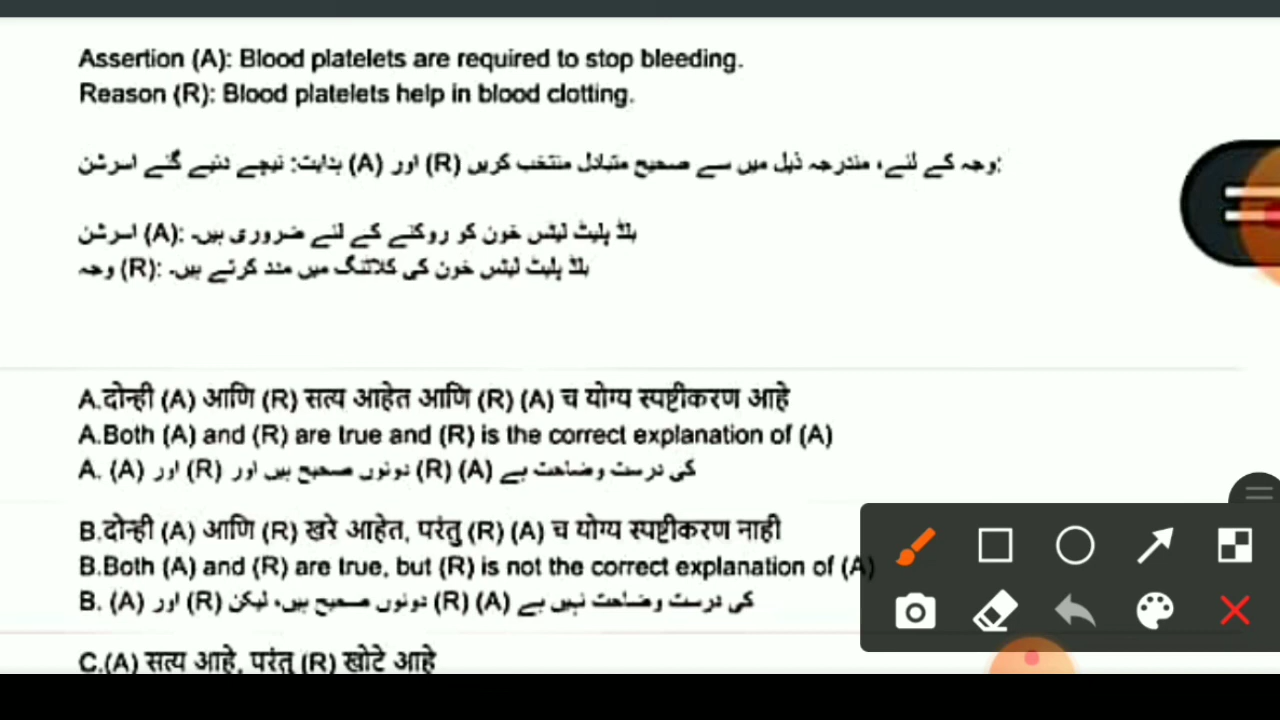 Assertion (A): Blood platelets are required to stop bleeding.
Reason (R): Blood platelets help in blood clotting.
وجہ کے لئے، مندرجہ ذیل میں سے صحیح متبادل منتخب کریں (R) اور (A) ہدایت: نیچے دئیے گئے اسرشن:
بلڈ پلیٹ لیٹس خون کو روکنے کے لئے ضروری ہیں۔ :(A) اسرشن
بلڈ پلیٹ لیٹس خون کی کلاٹنگ میں مدد کرتے ہیں۔ :(R) وجہ
A.दोन्ही (A) आणि (R) सत्य आहेत आणि (R) (A) च योग्य स्पष्टीकरण आहे
A.Both (A) and (R) are true and (R) is the correct explanation of (A)
A. (A) اور (R) دونوں صحیح ہیں اور (R) (A) کی درست وضاحت ہے
B.दोन्ही (A) आणि (R) खरे आहेत, परंतु (R) (A) च योग्य स्पष्टीकरण नाही
B.Both (A) and (R) are true, but (R) is not the correct explanation of (A)
B. (A) اور (R) دونوں صحیح ہیں، لیکن (R) (A) کی درست وضاحت نہیں ہے
C.(A) सत्य आहे, परंतु (R) खोटे आहे